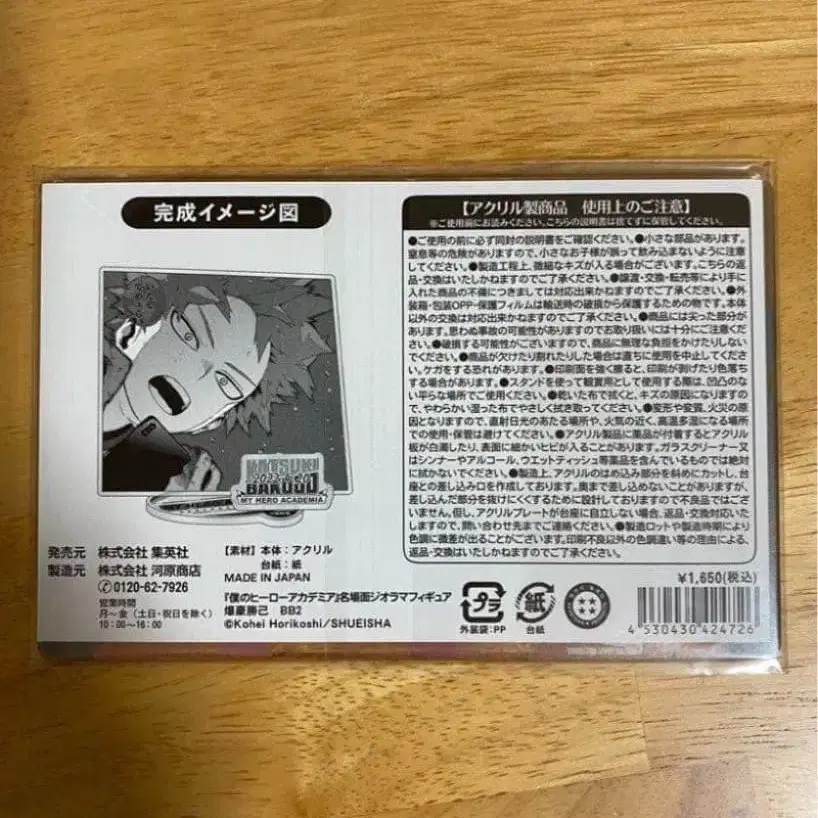 完成イメージ図
KATSUKI
BAKUGO
MY HERO ACADEMIA
発売元 株式会社 集英社
製造元 株式会社 河原商店
0120-62-7926
営業時間
月～金(土日・祝日を除く)
10:00～16:00
【素材】本体:アクリル
台紙:紙
MADE IN JAPAN
『僕のヒーローアカデミア』名場面ジオラマフィギュア
爆豪勝己 BB2
©Kohei Horikoshi/SHUEISHA
【アクリル製商品 使用上のご注意】
※ご使用前にお読みください。こちらの説明書は捨てずに保管してください。
●ご使用の前に必ず同封の説明書をご確認ください。●小さな部品があります。
窒息等の危険がありますので、小さなお子様が誤って飲み込まないように注意
してください。●製造工程上、微細なキズが入る場合がございます。こちらの返
品・交換はいたしかねますのでご了承ください。●譲渡・交換・転売等により手に
入れた商品の不備につきましては対応出来かねますのでご了承ください。●外
装箱・包装OPP・保護フィルムは輸送時の破損から保護するための物です。本体
以外の交換は対応出来かねますのでご了承ください。●商品には尖った部分が
あります。思わぬ事故の可能性がありますのでお取り扱いには十分にご注意くださ
い。●破損する可能性がございますので、商品に無理な負担をかけたりしない
でください。●商品が欠けたり割れたりした場合は直ちに使用を中止してくださ
い。ケガをする恐れがあります。●印刷面を強く擦ると、印刷が剥げたり色落ち
する場合があります。●スタンドを使って観賞用として使用する際は、凹凸のな
い平らな場所でご使用ください。●乾いた布で拭くと、キズの原因になりますの
で、やわらかい湿った布でやさしく拭き取ってください。●変形や変質、火災の原
因となりますので、直射日光のあたる場所や、火気の近く、高温多湿になる場所
での使用・保管は避けてください。●アクリル製品に薬品が付着するとアクリル
板が白濁したり、表面に細かいヒビが入ることがあります。ガラスクリーナー又は
シンナーやアルコール、ウエットティッシュ等薬品を含んでいるものでは絶対
に拭かないでください。●製造上、アクリルのはめ込み部分を斜めにカットし、台
座との差し込み口を作成しております。奥まで差し込めないことがありますが、
差し込んだ部分を抜けにくくするために設計しておりますので不良品ではござ
いません。但し、アクリルプレートが台座に自立しない場合、返品・交換対応いた
しますので、問い合わせ先までご連絡ください。●製造ロットや製造時期により
色調に微差が出ることがございます。印刷不良以外の色調違い等の理由による、
返品・交換はいたしかねますのでご了承ください。
¥1,650(税込)
プラ
外装袋:PP
紙
台紙
4 530430 424726